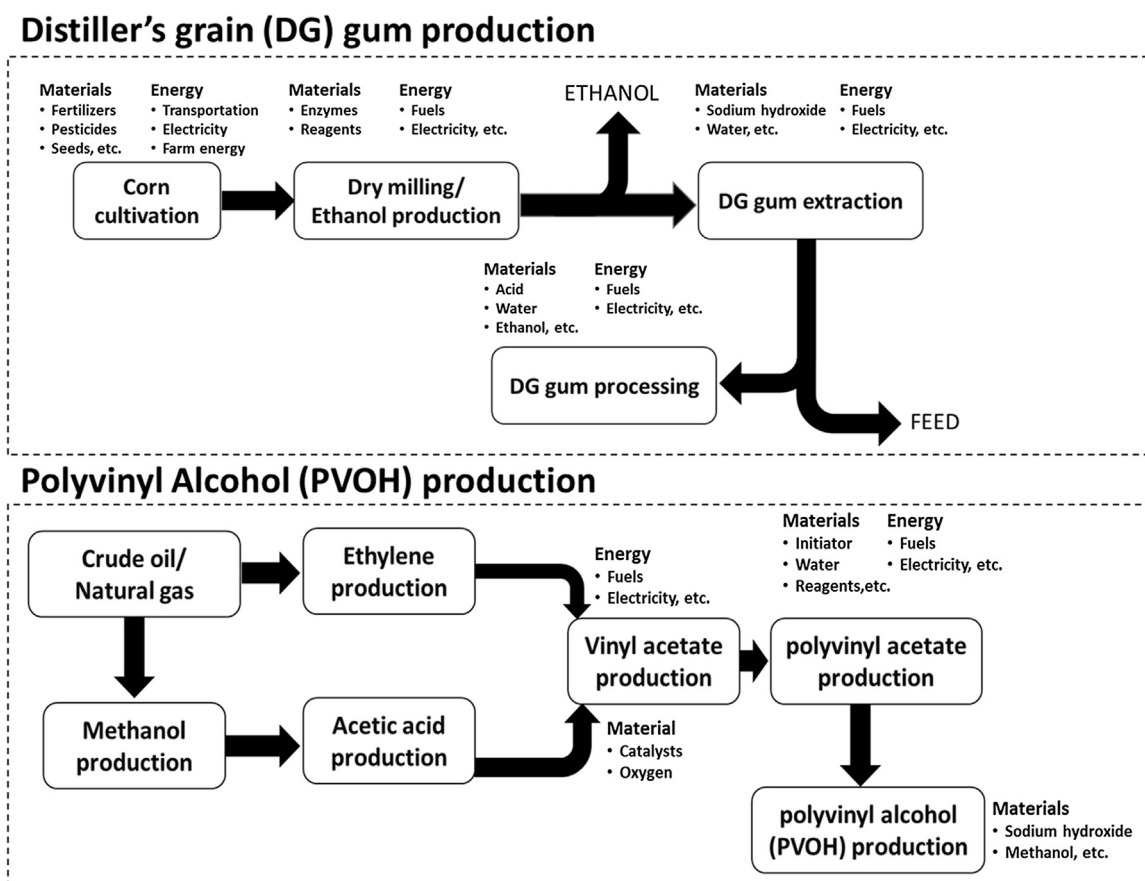 Distiller's grain (DG) gum production
Materials
• Fertilizers
• Pesticides
• Seeds, etc.
Energy
• Transportation
• Electricity
• Farm energy
Materials
• Enzymes
• Reagents
Energy
• Fuels
• Electricity, etc.
ETHANOL
Materials
• Sodium hydroxide
• Water, etc.
Energy
• Fuels
• Electricity, etc.
Corn
cultivation
Dry milling/
Ethanol production
DG gum extraction
Materials
• Acid
• Water
• Ethanol, etc.
Energy
• Fuels
• Electricity, etc.
DG gum processing
FEED
Polyvinyl Alcohol (PVOH) production
Crude oil/
Natural gas
Ethylene
production
Energy
• Fuels
• Electricity, etc.
Materials
• Initiator
• Water
• Reagents,etc.
Energy
• Fuels
• Electricity, etc.
Vinyl acetate
production
polyvinyl acetate
production
Methanol
production
Acetic acid
production
Material
• Catalysts
• Oxygen
polyvinyl alcohol
(PVOH) production
Materials
• Sodium hydroxide
• Methanol, etc.